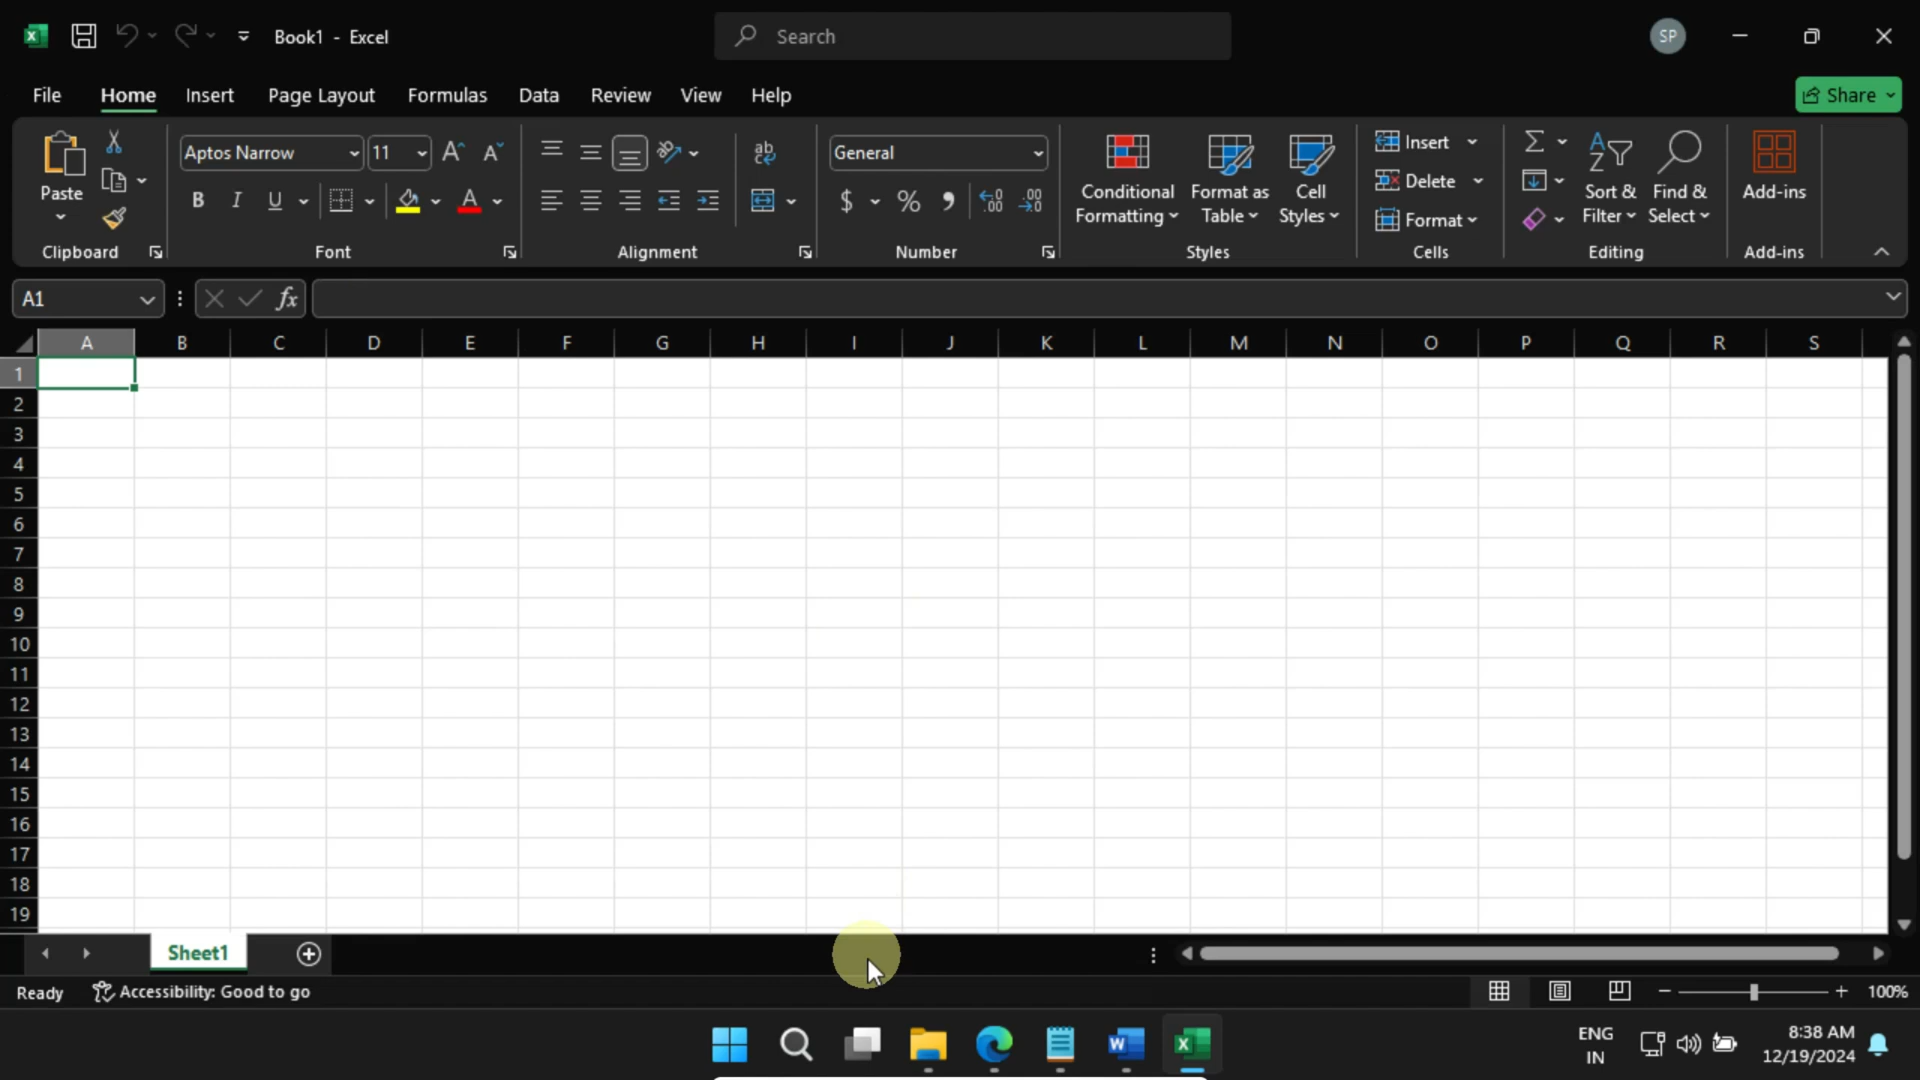 Book1 - Excel
Search
SP
File Home Insert Page Layout Formulas Data Review View Help
Share
Aptos Narrow 11
General
Paste
B I U
A
ab
$ % ,
Conditional Formatting
Format as Table
Cell Styles
Insert
Delete
Format
Sort & Filter
Find & Select
Add-ins
Clipboard Font Alignment Number Styles Cells Editing Add-ins
A1
fx
A B C D E F G H I J K L M N O P Q R S
1
2
3
4
5
6
7
8
9
10
11
12
13
14
15
16
17
18
19
Sheet1
Ready Accessibility: Good to go
100%
ENG
IN
8:38 AM
12/19/2024